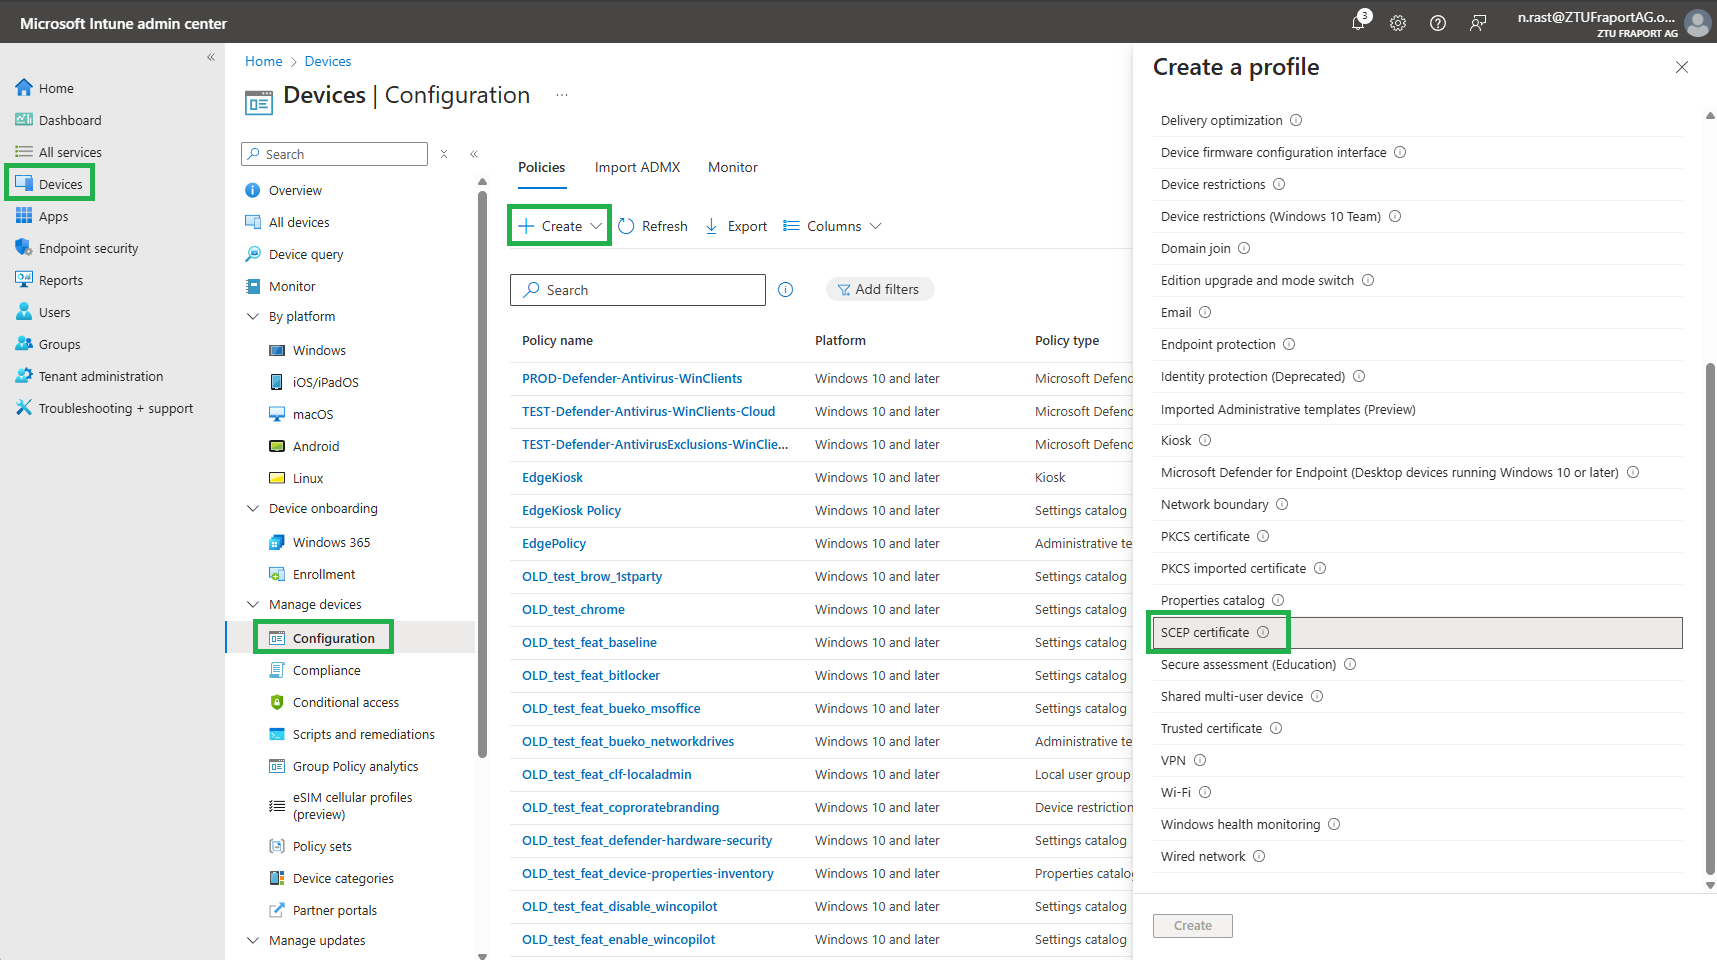 Microsoft Intune admin center
3
n.rast@ZTUFraportAG.o...
ZTU FRAPORT AG
Home
Dashboard
All services
Devices
Apps
Endpoint security
Reports
Users
Groups
Tenant administration
Troubleshooting + support
Home > Devices
Devices | Configuration ...
Search
Overview
All devices
Device query
Monitor
By platform
Windows
iOS/iPadOS
macOS
Android
Linux
Device onboarding
Windows 365
Enrollment
Manage devices
Configuration
Compliance
Conditional access
Scripts and remediations
Group Policy analytics
eSIM cellular profiles
(preview)
Policy sets
Device categories
Partner portals
Manage updates
Policies Import ADMX Monitor
Create Refresh Export Columns
Search Add filters
Policy name Platform Policy type
PROD-Defender-Antivirus-WinClients Windows 10 and later Microsoft Defenc
TEST-Defender-Antivirus-WinClients-Cloud Windows 10 and later Microsoft Defenc
TEST-Defender-AntivirusExclusions-WinClie... Windows 10 and later Microsoft Defenc
EdgeKiosk Windows 10 and later Kiosk
EdgeKiosk Policy Windows 10 and later Settings catalog
EdgePolicy Windows 10 and later Administrative te
OLD_test_brow_1stparty Windows 10 and later Settings catalog
OLD_test_chrome Windows 10 and later Settings catalog
OLD_test_feat_baseline Windows 10 and later Settings catalog
OLD_test_feat_bitlocker Windows 10 and later Settings catalog
OLD_test_feat_bueko_msoffice Windows 10 and later Settings catalog
OLD_test_feat_bueko_networkdrives Windows 10 and later Administrative te
OLD_test_feat_clf-localadmin Windows 10 and later Local user group
OLD_test_feat_coproratebranding Windows 10 and later Device restriction
OLD_test_feat_defender-hardware-security Windows 10 and later Settings catalog
OLD_test_feat_device-properties-inventory Windows 10 and later Properties catalog
OLD_test_feat_disable_wincopilot Windows 10 and later Settings catalog
OLD_test_feat_enable_wincopilot Windows 10 and later Settings catalog
Create a profile
Delivery optimization
Device firmware configuration interface
Device restrictions
Device restrictions (Windows 10 Team)
Domain join
Edition upgrade and mode switch
Email
Endpoint protection
Identity protection (Deprecated)
Imported Administrative templates (Preview)
Kiosk
Microsoft Defender for Endpoint (Desktop devices running Windows 10 or later)
Network boundary
PKCS certificate
PKCS imported certificate
Properties catalog
SCEP certificate
Secure assessment (Education)
Shared multi-user device
Trusted certificate
VPN
Wi-Fi
Windows health monitoring
Wired network
Create